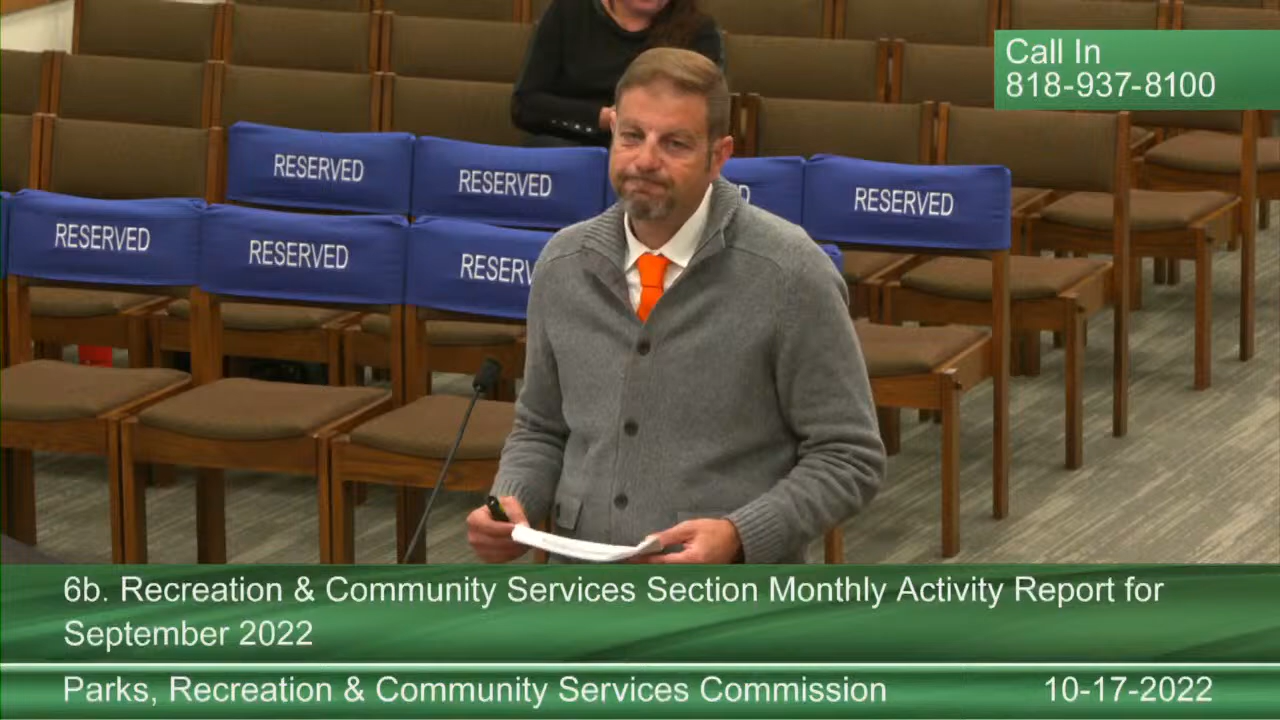 Call In
818-937-8100
RESERVED
RESERVED
RESERVED
RESERVED
RESERVED
6b. Recreation & Community Services Section Monthly Activity Report for
September 2022
Parks, Recreation & Community Services Commission
10-17-2022